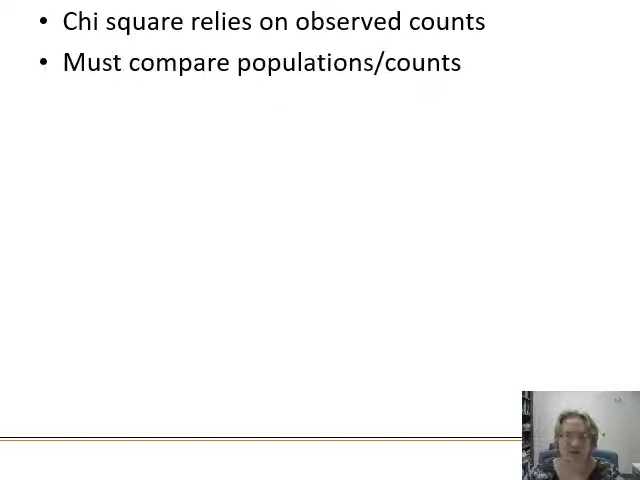 • Chi square relies on observed counts
• Must compare populations/counts